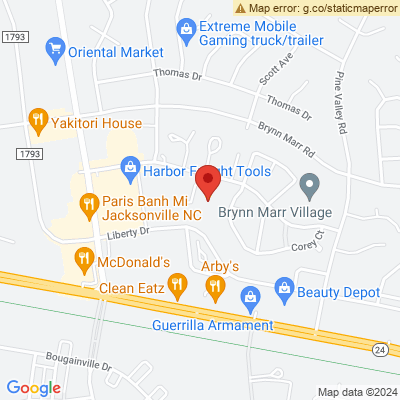 Map error: g.co/staticmaperror
Extreme Mobile
Gaming truck/trailer
1793
Oriental Market
Scott Ave
Thomas Dr
Thomas Dr
Pine Valley Rd
Yakitori House
Brynn Marr Rd
1793
Harbor Freight Tools
Paris Banh Mi
Jacksonville NC
Brynn Marr Village
Liberty Dr
Corey Ct
McDonald's
Arby's
Clean Eatz
Beauty Depot
Guerrilla Armament
24
Bougainville Dr
Google
Map data ©2024